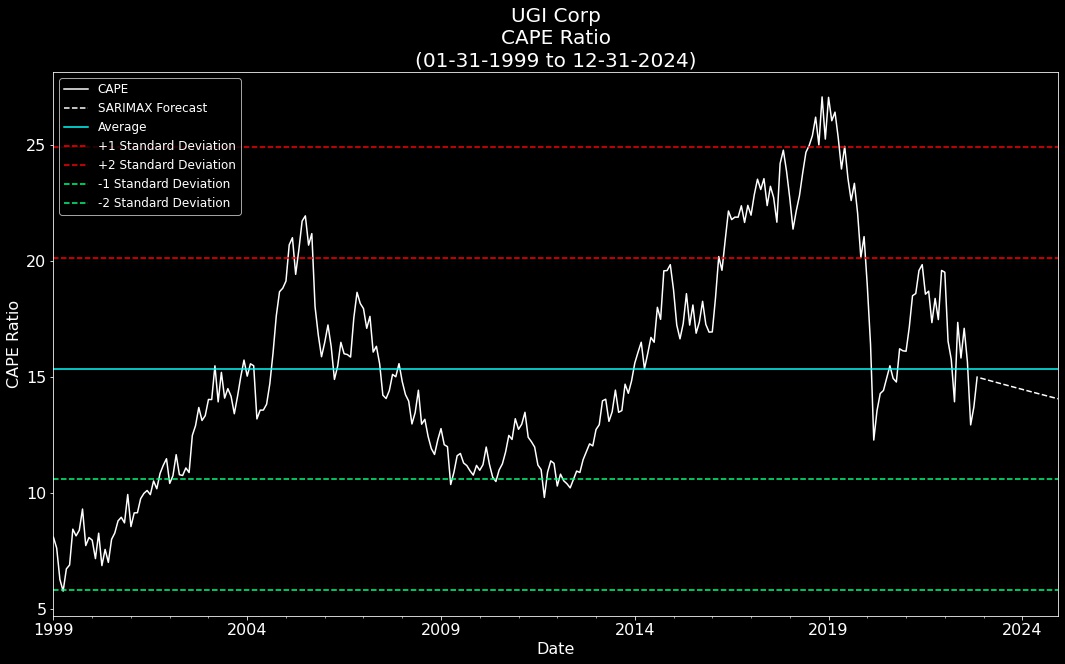 UGI Corp
CAPE Ratio
(01-31-1999 to 12-31-2024)
CAPE
SARIMAX Forecast
Average
+1 Standard Deviation
+2 Standard Deviation
-1 Standard Deviation
-2 Standard Deviation
CAPE Ratio
25
20
15
10
5
1999
2004
2009
2014
2019
2024
Date